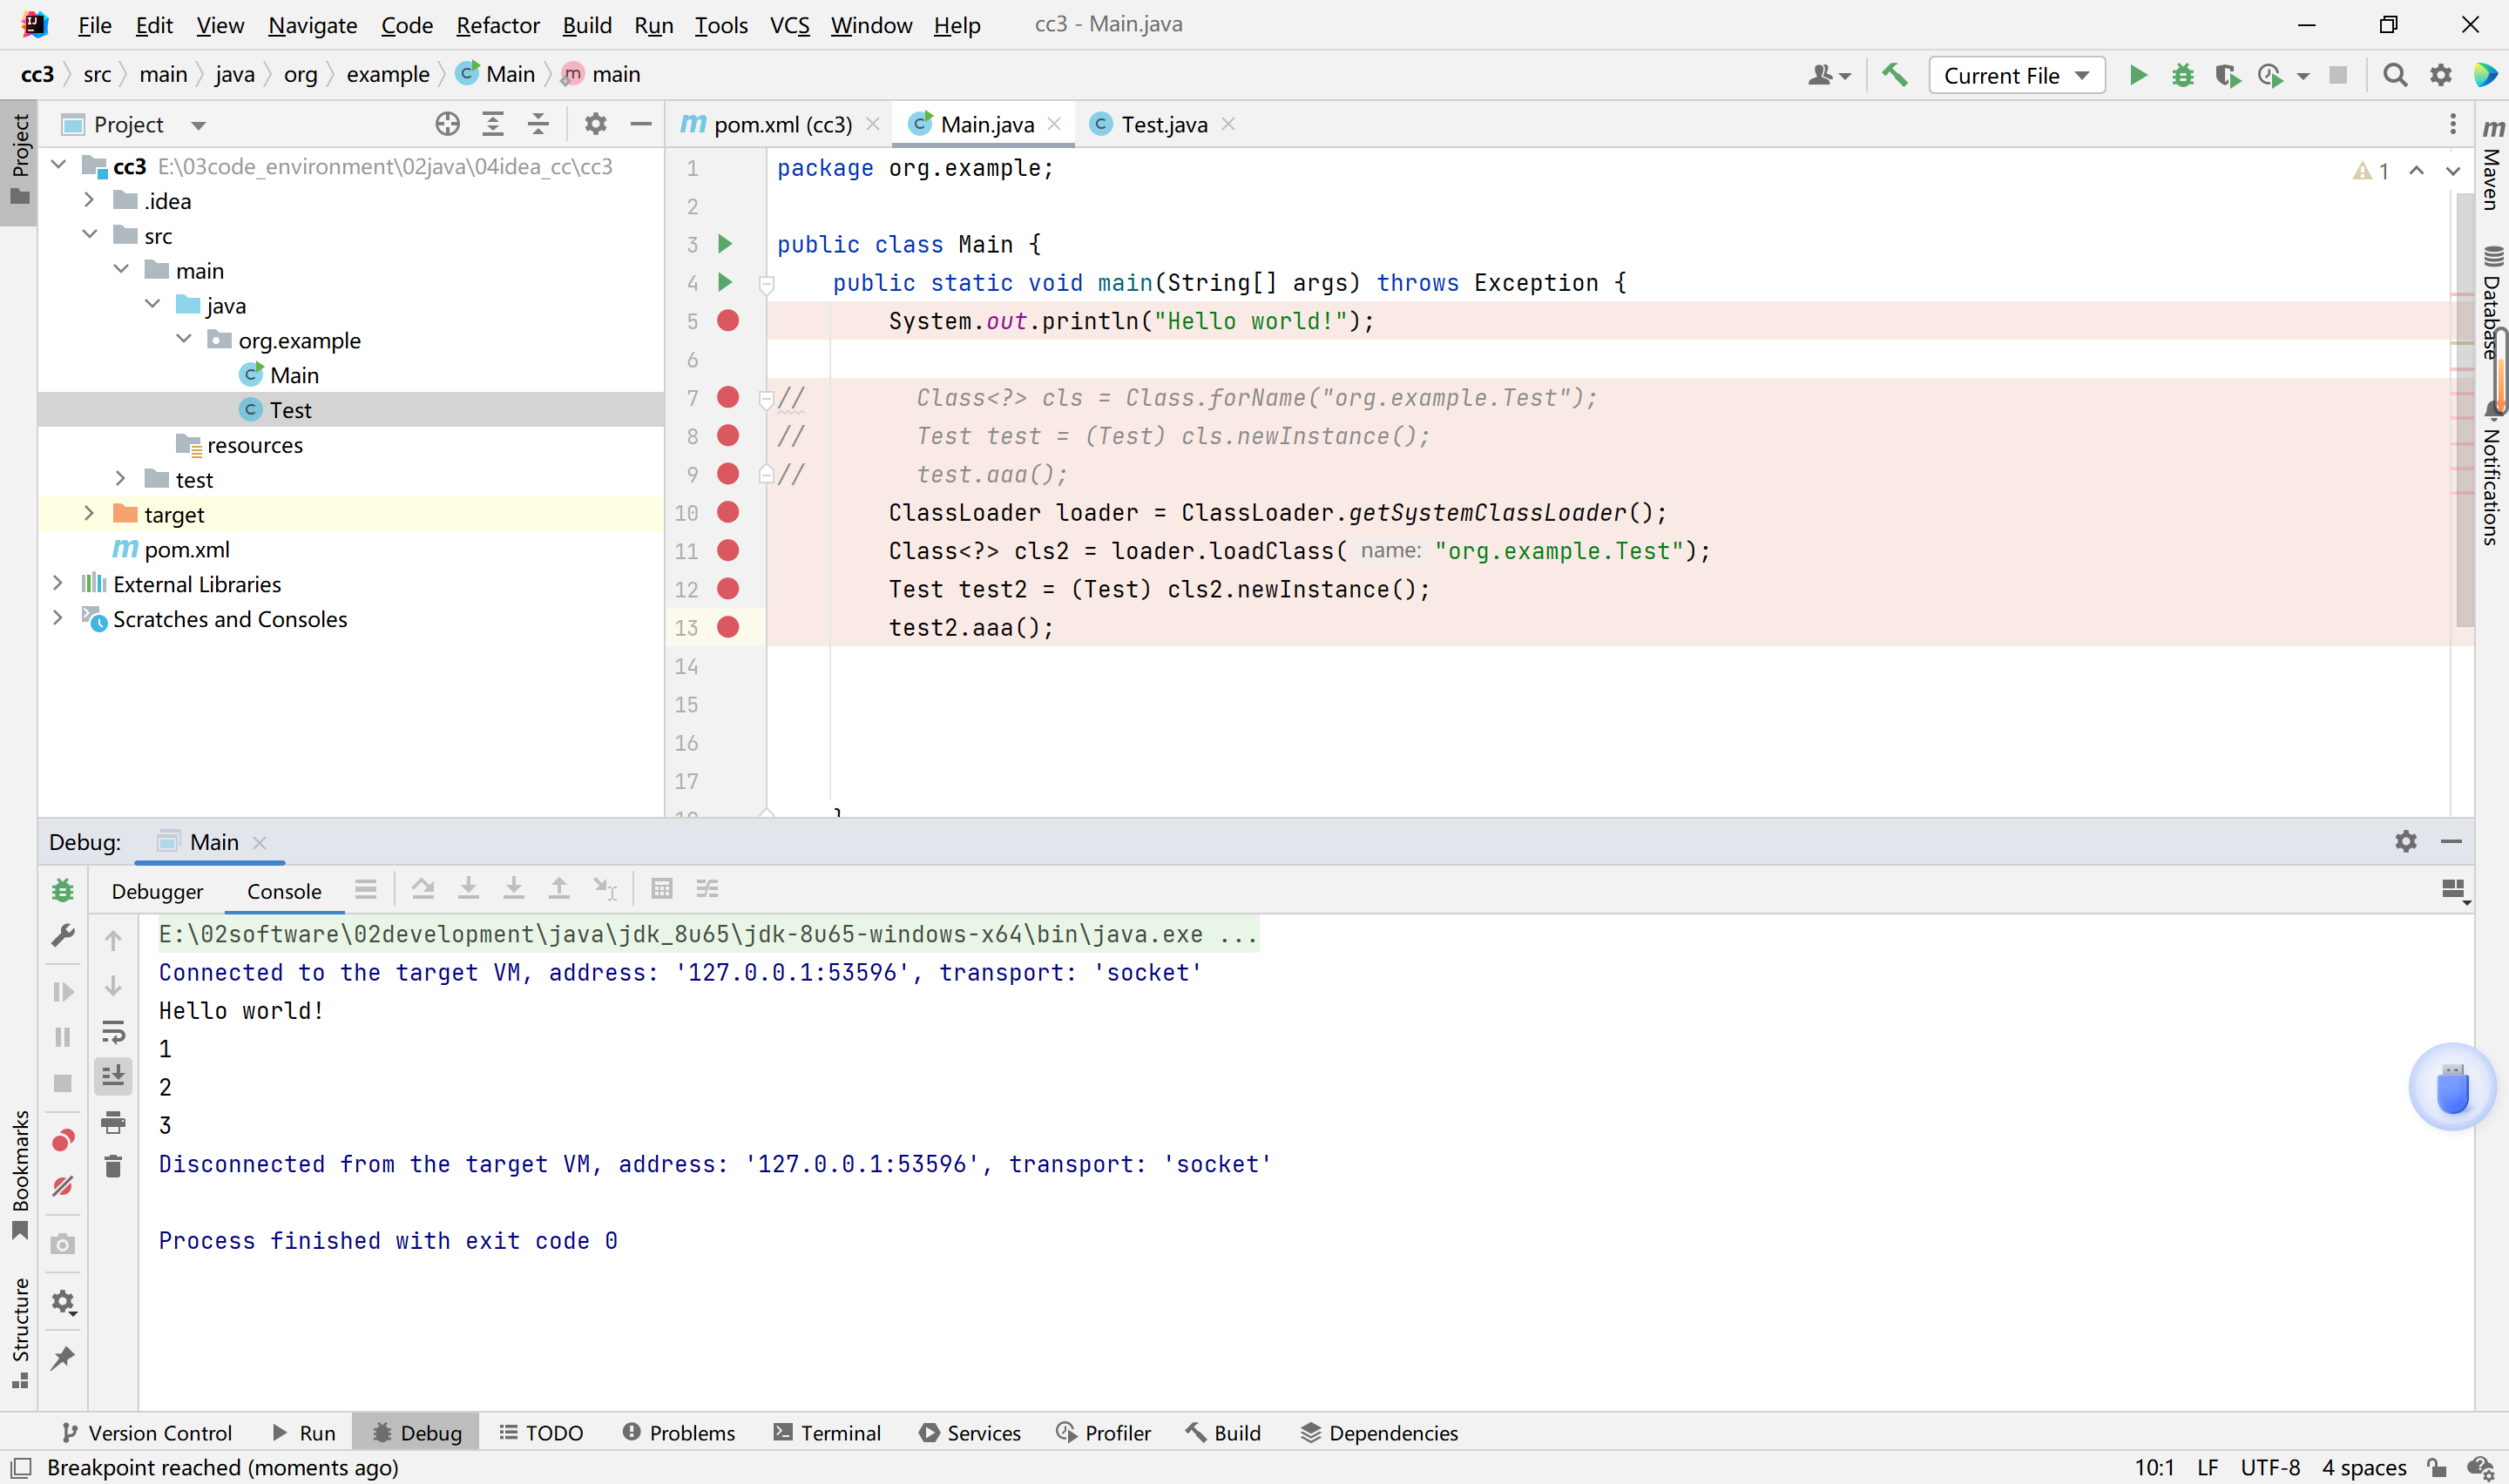 File Edit View Navigate Code Refactor Build Run Tools VCS Window Help cc3 - Main.java
cc3 src main java org example Main main
Current File
Project
Project
pom.xml (cc3)
Main.java
Test.java
cc3 E:\03code_environment\02java\04idea_cc\cc3
.idea
src
main
java
org.example
Main
Test
resources
test
target
pom.xml
External Libraries
Scratches and Consoles
1 package org.example;
2
3 public class Main {
4 public static void main(String[] args) throws Exception {
5 System.out.println("Hello world!");
6
7 // Class<?> cls = Class.forName("org.example.Test");
8 // Test test = (Test) cls.newInstance();
9 // test.aaa();
10 ClassLoader loader = ClassLoader.getSystemClassLoader();
11 Class<?> cls2 = loader.loadClass( name: "org.example.Test");
12 Test test2 = (Test) cls2.newInstance();
13 test2.aaa();
14
15
16
17
1
Maven
Database
Notifications
Debug: Main
Debugger Console
E:\02software\02development\java\jdk_8u65\jdk-8u65-windows-x64\bin\java.exe ...
Connected to the target VM, address: '127.0.0.1:53596', transport: 'socket'
Hello world!
1
2
3
Disconnected from the target VM, address: '127.0.0.1:53596', transport: 'socket'
Process finished with exit code 0
Bookmarks
Structure
Version Control Run Debug TODO Problems Terminal Services Profiler Build Dependencies
Breakpoint reached (moments ago)
10:1 LF UTF-8 4 spaces